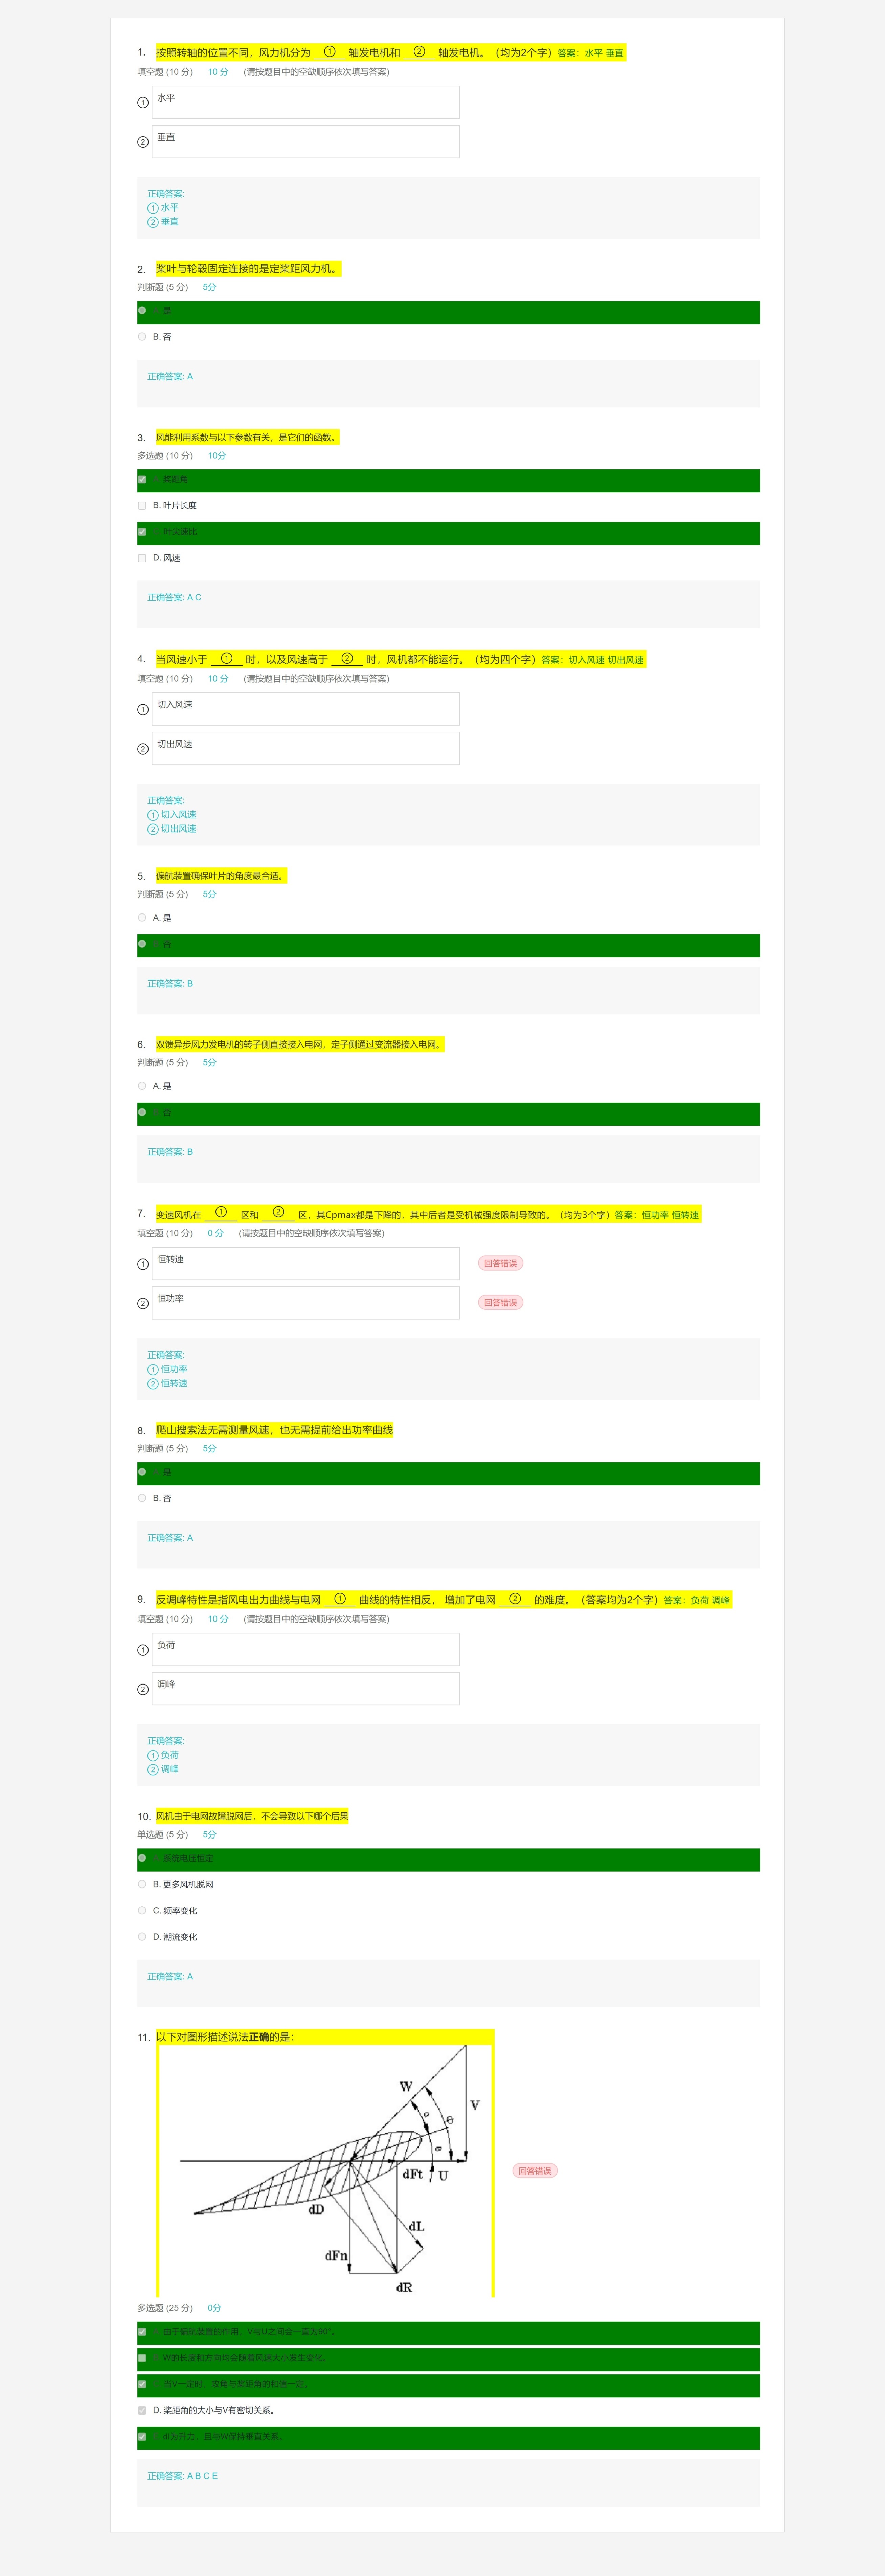 1. 按照转轴的位置不同，风力机分为 ① 轴发电机和 ② 轴发电机。（均为2个字）答案：水平 垂直
填空题 (10 分) 10 分 (请按题目中的空缺顺序依次填写答案)
① 水平
② 垂直
正确答案:
① 水平
② 垂直
2. 桨叶与轮毂固定连接的是定桨距风力机。
判断题 (5 分) 5分
是
B. 否
正确答案: A
3. 风能利用系数与以下参数有关，是它们的函数。
多选题 (10 分) 10分
桨距角
B. 叶片长度
叶尖速比
D. 风速
正确答案: A C
4. 当风速小于 ① 时，以及风速高于 ② 时，风机都不能运行。（均为四个字）答案：切入风速 切出风速
填空题 (10 分) 10 分 (请按题目中的空缺顺序依次填写答案)
① 切入风速
② 切出风速
正确答案:
① 切入风速
② 切出风速
5. 偏航装置确保叶片的角度最合适。
判断题 (5 分) 5分
A. 是
否
正确答案: B
6. 双馈异步风力发电机的转子侧直接接入电网，定子侧通过变流器接入电网。
判断题 (5 分) 5分
A. 是
否
正确答案: B
7. 变速风机在 ① 区和 ② 区，其Cpmax都是下降的，其中后者是受机械强度限制导致的。（均为3个字）答案：恒功率 恒转速
填空题 (10 分) 0 分 (请按题目中的空缺顺序依次填写答案)
① 恒转速 回答错误
② 恒功率 回答错误
正确答案:
① 恒功率
② 恒转速
8. 爬山搜索法无需测量风速，也无需提前给出功率曲线
判断题 (5 分) 5分
是
B. 否
正确答案: A
9. 反调峰特性是指风电出力曲线与电网 ① 曲线的特性相反， 增加了电网 ② 的难度。（答案均为2个字）答案：负荷 调峰
填空题 (10 分) 10 分 (请按题目中的空缺顺序依次填写答案)
① 负荷
② 调峰
正确答案:
① 负荷
② 调峰
10. 风机由于电网故障脱网后，不会导致以下哪个后果
单选题 (5 分) 5分
系统电压恒定
B. 更多风机脱网
C. 频率变化
D. 潮流变化
正确答案: A
11. 以下对图形描述说法正确的是：
W
V
dFt
U
dD
dL
dFn
dR
回答错误
多选题 (25 分) 0分
由于偏航装置的作用，V与U之间会一直为90°。
W的长度和方向均会随着风速大小发生变化。
当V一定时，攻角与桨距角的和值一定。
D. 桨距角的大小与V有密切关系。
dl为升力，且与W保持垂直关系。
正确答案: A B C E